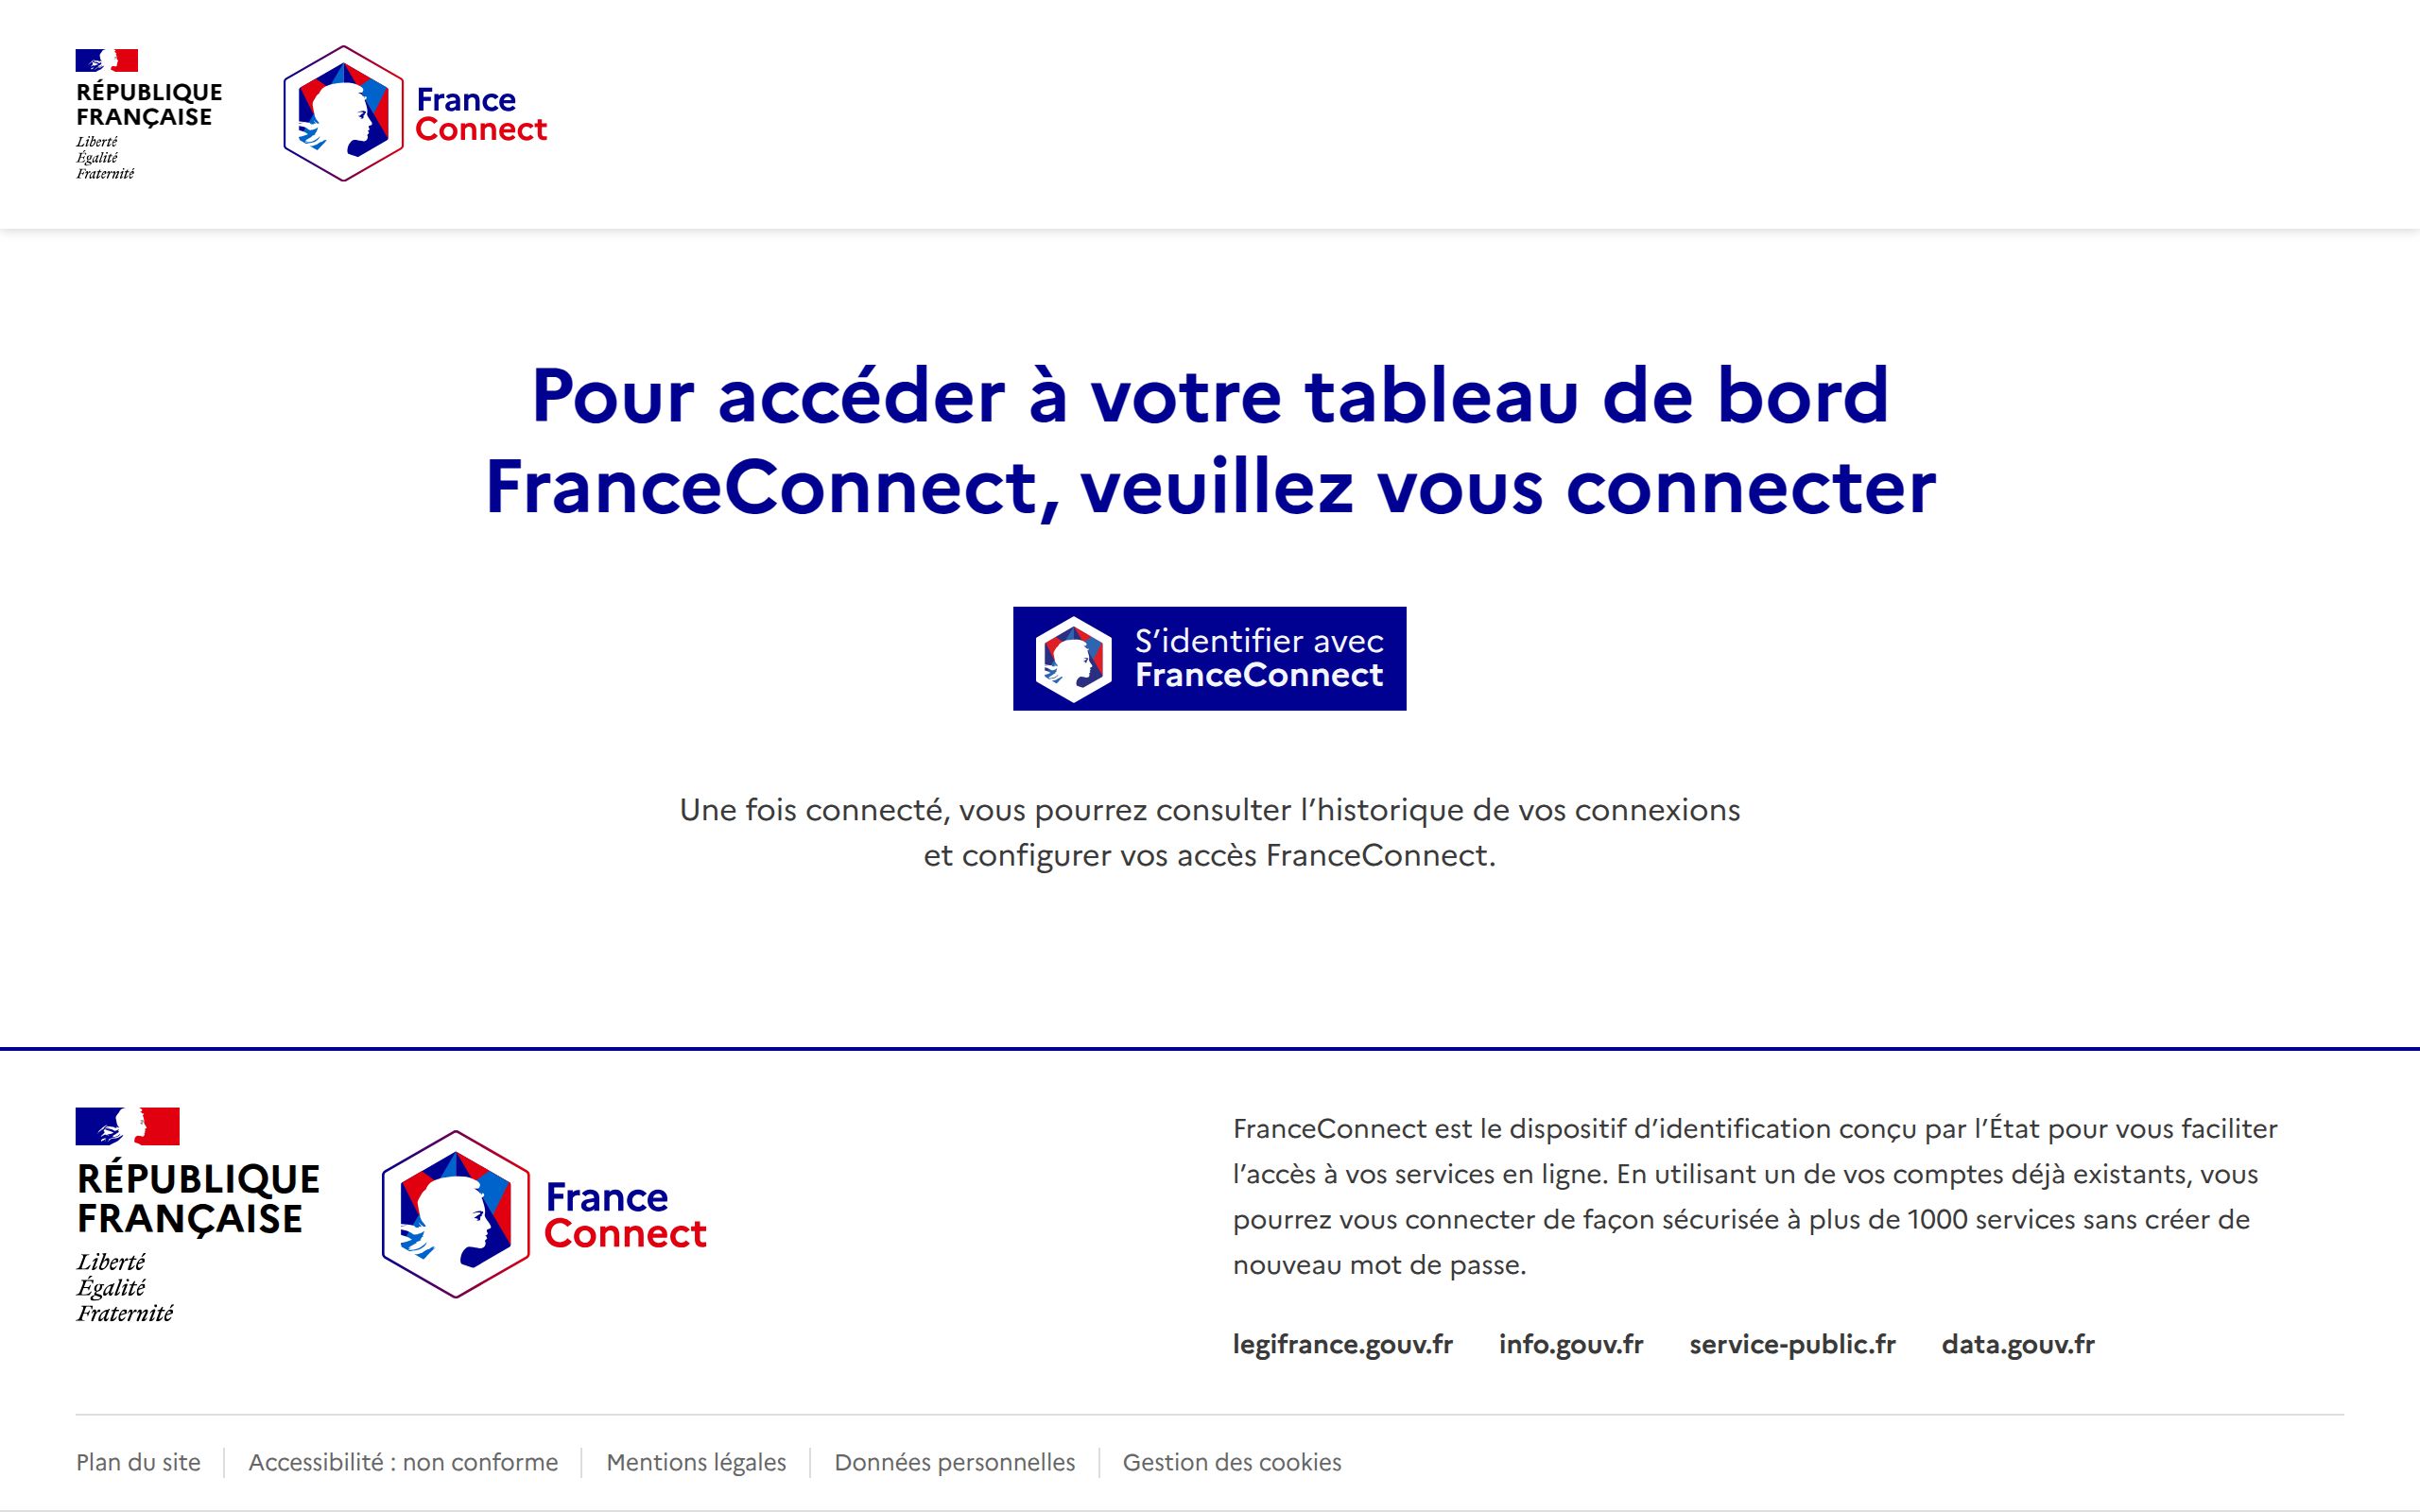 RÉPUBLIQUE
FRANÇAISE
Liberté
Égalité
Fraternité
France
Connect
Pour accéder à votre tableau de bord
FranceConnect, veuillez vous connecter
S’identifier avec
FranceConnect
Une fois connecté, vous pourrez consulter l’historique de vos connexions
et configurer vos accès FranceConnect.
RÉPUBLIQUE
FRANÇAISE
Liberté
Égalité
Fraternité
France
Connect
FranceConnect est le dispositif d’identification conçu par l’État pour vous faciliter
l’accès à vos services en ligne. En utilisant un de vos comptes déjà existants, vous
pourrez vous connecter de façon sécurisée à plus de 1000 services sans créer de
nouveau mot de passe.
legifrance.gouv.fr info.gouv.fr service-public.fr data.gouv.fr
Plan du site Accessibilité : non conforme Mentions légales Données personnelles Gestion des cookies